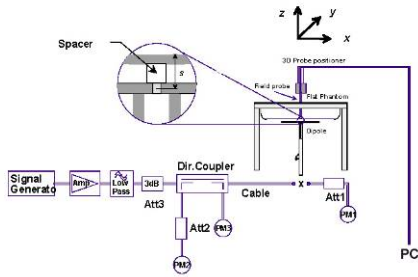 z
y
x
Spacer
s
3D Probe positioner
Field probe
Flat Phantom
Dipole
Dir.Coupler
Signal
Generato
Amp
Low
Pass
3dB
Att3
Cable
x
Att1
Att2
PM3
PM1
PM2
PC